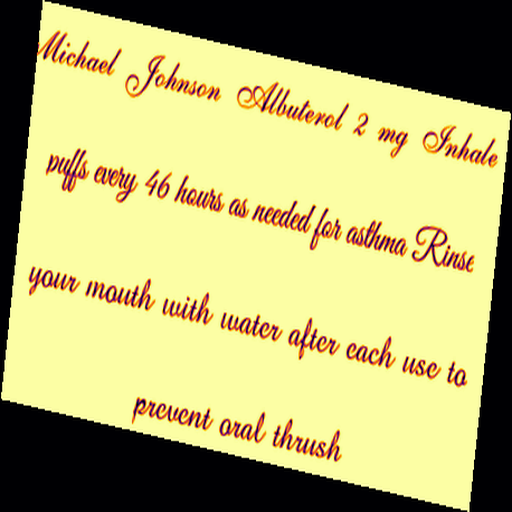 Michael Johnson Albuterol 2 mg Inhale
puffs every 46 hours as needed for asthma Rinse
your mouth with water after each use to
prevent oral thrush